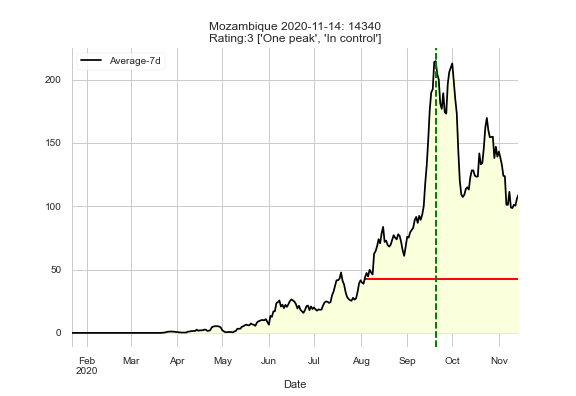 Mozambique 2020-11-14: 14340
Rating:3 ['One peak', 'In control']
Average-7d
200
150
100
50
0
Feb Mar Apr May Jun Jul Aug Sep Oct Nov
2020
Date